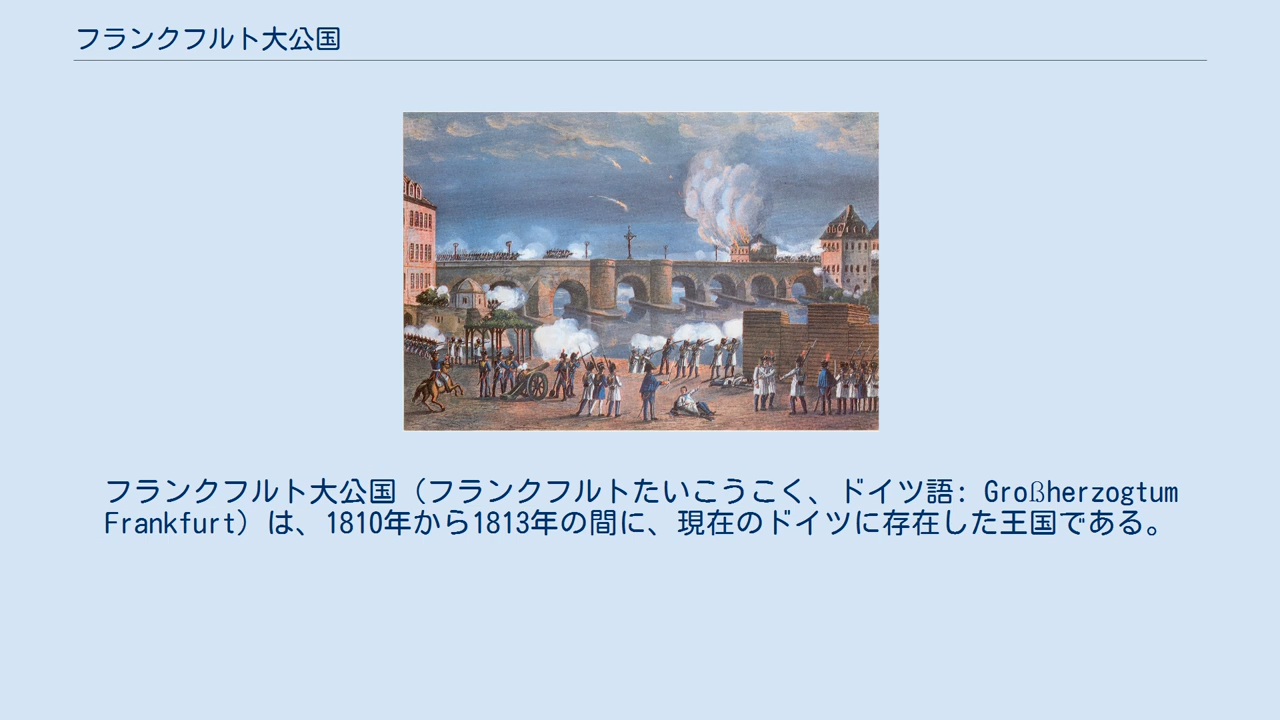 フランクフルト大公国
フランクフルト大公国（フランクフルトたいこうこく、ドイツ語: Großherzogtum
Frankfurt）は、1810年から1813年の間に、現在のドイツに存在した王国である。